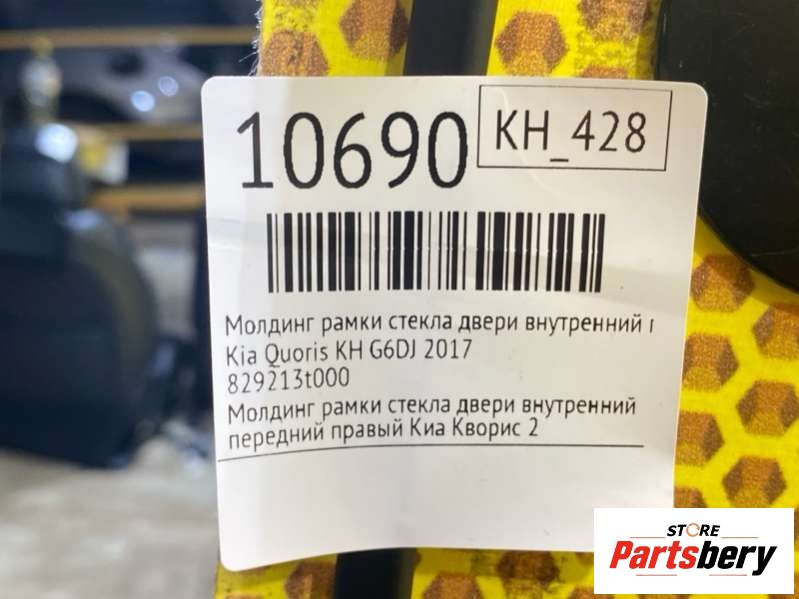 10690
KH_428
Молдинг рамки стекла двери внутренний
Kia Quoris KH G6DJ 2017
829213t000
Молдинг рамки стекла двери внутренний
передний правый Киа Кворис 2
STORE
Partsbery